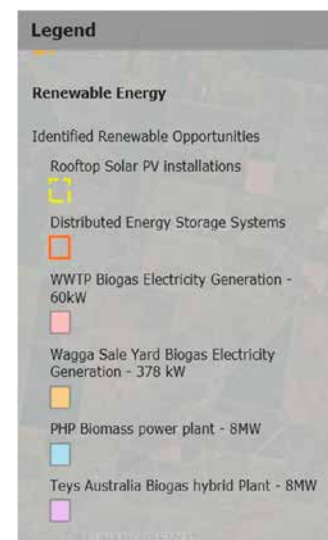 Legend
Renewable Energy
Identified Renewable Opportunities
Rooftop Solar PV installations
Distributed Energy Storage Systems
WWTP Biogas Electricity Generation -
60kW
Wagga Sale Yard Biogas Electricity
Generation - 378 kW
PHP Biomass power plant - 8MW
Teys Australia Biogas hybrid Plant - 8MW